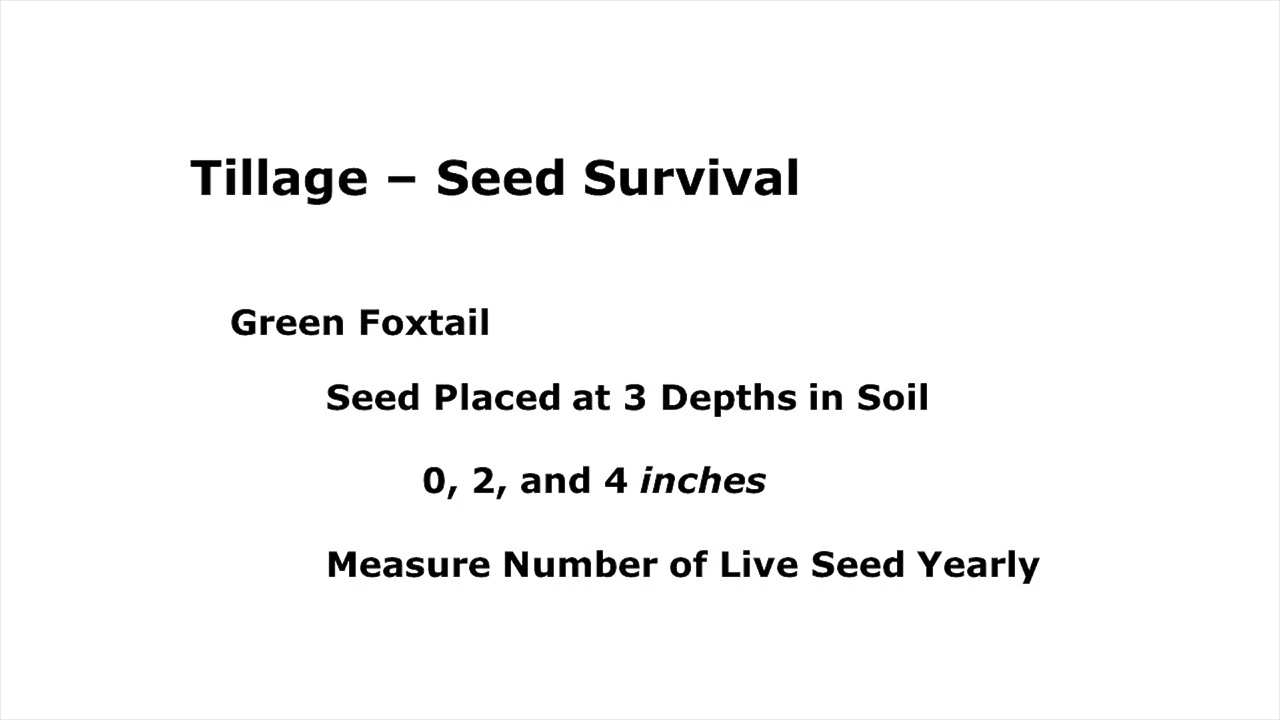 Tillage – Seed Survival
Green Foxtail
Seed Placed at 3 Depths in Soil
0, 2, and 4 inches
Measure Number of Live Seed Yearly